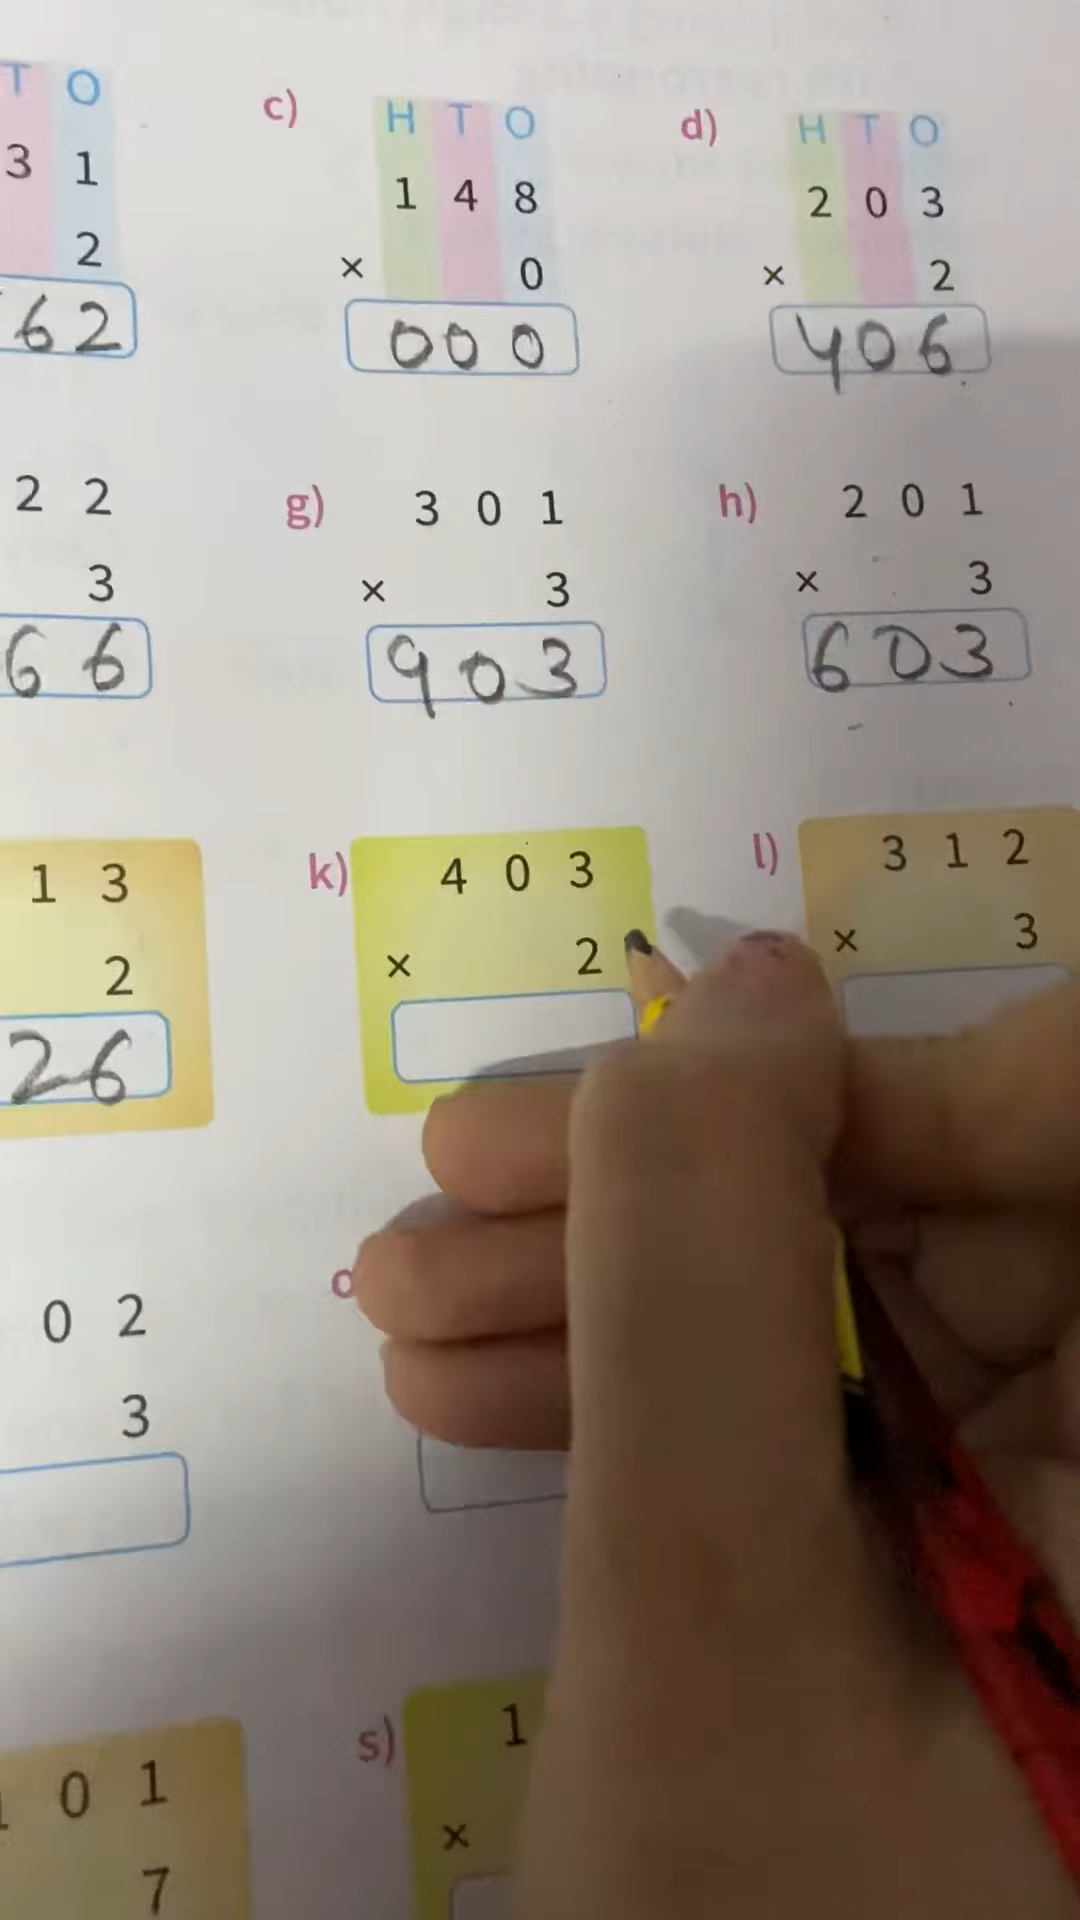 T O
3 1
2
62
c)
H T O
1 4 8
× 0
000
d)
H T O
2 0 3
× 2
406
2 2
3
66
g)
3 0 1
× 3
903
h)
2 0 1
× 3
603
1 3
2
26
k)
4 0 3
× 2
l)
3 1 2
× 3
0 2
3
0 1
7
s)
1
×